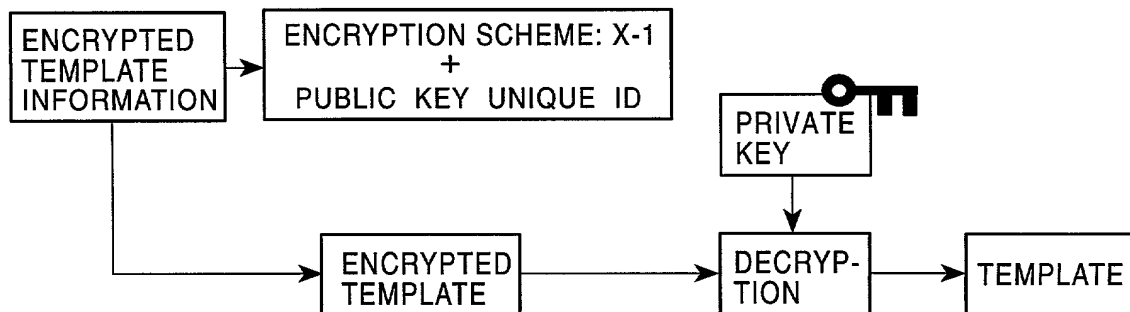 ENCRYPTED
TEMPLATE
INFORMATION
ENCRYPTION SCHEME: X-1
+
PUBLIC KEY UNIQUE ID
PRIVATE
KEY
ENCRYPTED
TEMPLATE
DECRYP-
TION
TEMPLATE